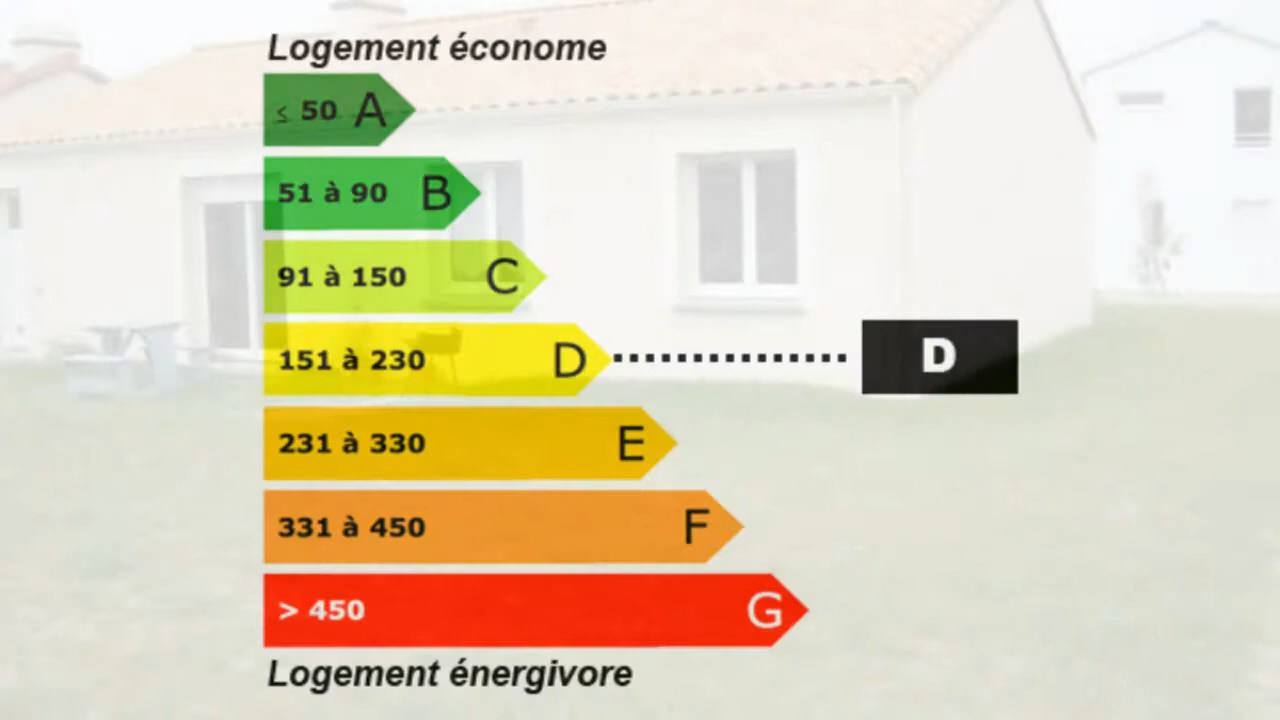 Logement économe
≤ 50 A
51 à 90 B
91 à 150 C
151 à 230 D
D
231 à 330 E
331 à 450 F
> 450 G
Logement énergivore